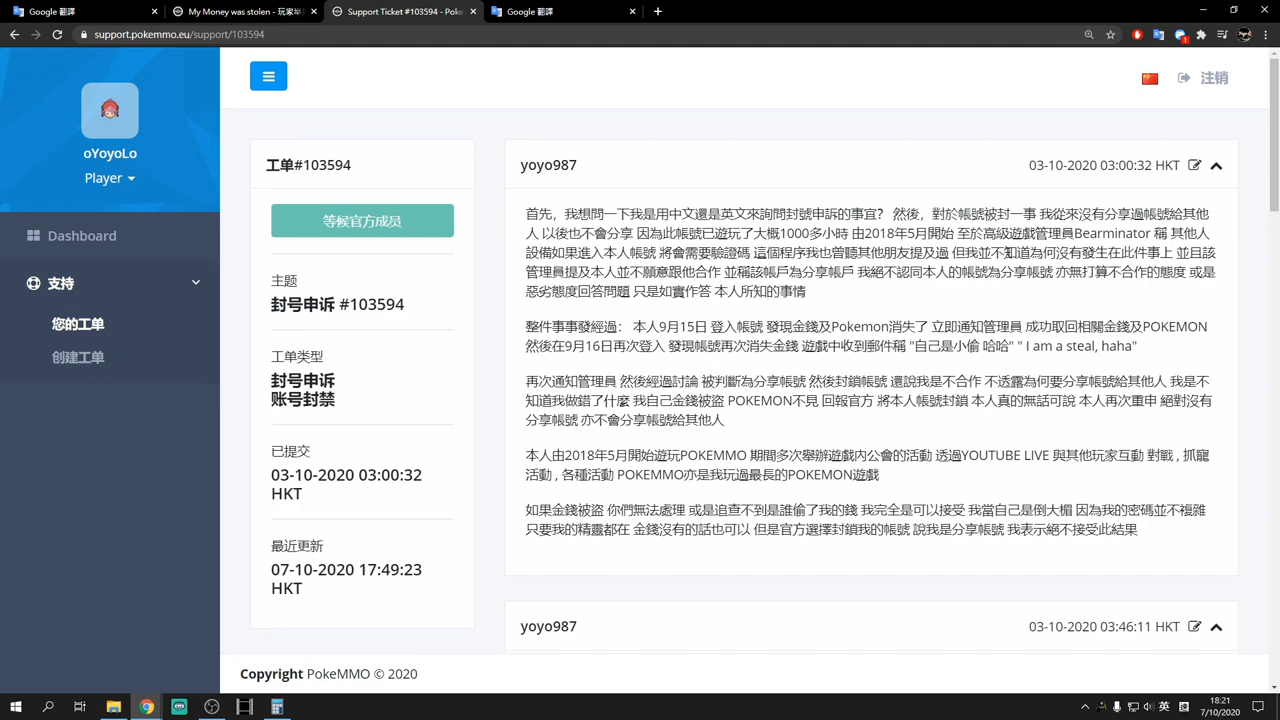 Google 翻譯
My Money was stolen - 玩家舉
Support Ticket #103594 - Pokem
Google 翻譯
support.pokemmo.eu/support/103594
oYoyoLo
Player
Dashboard
支持
您的工单
创建工单
注销
工单#103594
等候官方成员
主题
封号申诉 #103594
工单类型
封号申诉
账号封禁
已提交
03-10-2020 03:00:32
HKT
最近更新
07-10-2020 17:49:23
HKT
yoyo987
03-10-2020 03:00:32 HKT
首先，我想問一下我是用中文還是英文來詢問封號申訴的事宜？ 然後，對於帳號被封一事 我從來沒有分享過帳號給其他
人 以後也不會分享 因為此帳號已遊玩了大概1000多小時 由2018年5月開始 至於高級遊戲管理員Bearminator 稱 其他人
設備如果進入本人帳號 將會需要驗證碼 這個程序我也曾聽其他朋友提及過 但我並不知道為何沒有發生在此件事上 並且該
管理員提及本人並不願意跟他合作 並稱該帳戶為分享帳戶 我絕不認同本人的帳號為分享帳號 亦無打算不合作的態度 或是
惡劣態度回答問題 只是如實作答 本人所知的事情
整件事事發經過： 本人9月15日 登入帳號 發現金錢及Pokemon消失了 立即通知管理員 成功取回相關金錢及POKEMON
然後在9月16日再次登入 發現帳號再次消失金錢 遊戲中收到郵件稱 "自己是小偷 哈哈" " I am a steal, haha"
再次通知管理員 然後經過討論 被判斷為分享帳號 然後封鎖帳號 還說我是不合作 不透露為何要分享帳號給其他人 我是不
知道我做錯了什麼 我自己金錢被盜 POKEMON不見 回報官方 將本人帳號封鎖 本人真的無話可說 本人再次重申 絕對沒有
分享帳號 亦不會分享帳號給其他人
本人由2018年5月開始遊玩POKEMMO 期間多次舉辦遊戲內公會的活動 透過YOUTUBE LIVE 與其他玩家互動 對戰 , 抓寵
活動 , 各種活動 POKEMMO亦是我玩過最長的POKEMON遊戲
如果金錢被盜 你們無法處理 或是追查不到是誰偷了我的錢 我完全是可以接受 我當自己是倒大楣 因為我的密碼並不複雜
只要我的精靈都在 金錢沒有的話也可以 但是官方選擇封鎖我的帳號 說我是分享帳號 我表示絕不接受此結果
yoyo987
03-10-2020 03:46:11 HKT
Copyright PokeMMO © 2020
英
18:21
7/10/2020